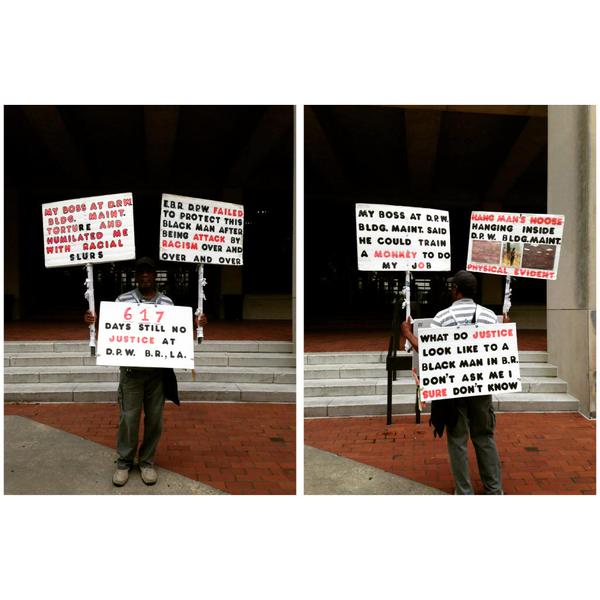 MY BOSS AT D.P.W.
BLDG. MAINT.
TORTURE AND
HUMILATED ME
WITH RACIAL
SLURS
E.B.R. D.P.W FAILED
TO PROTECT THIS
BLACK MAN AFTER
BEING ATTACK BY
RACISM OVER AND
OVER AND OVER
617
DAYS STILL NO
JUSTICE AT
D.P.W. B.R., LA.
MY BOSS AT D.P.W.
BLDG. MAINT. SAID
HE COULD TRAIN
A MONKEY TO DO
MY JOB
HANG MAN'S NOOSE
HANGING INSIDE
D.P.W. BLDG.MAINT.
PHYSICAL EVIDENT
WHAT DO JUSTICE
LOOK LIKE TO A
BLACK MAN IN B.R.
DON'T ASK ME I
SURE DON'T KNOW